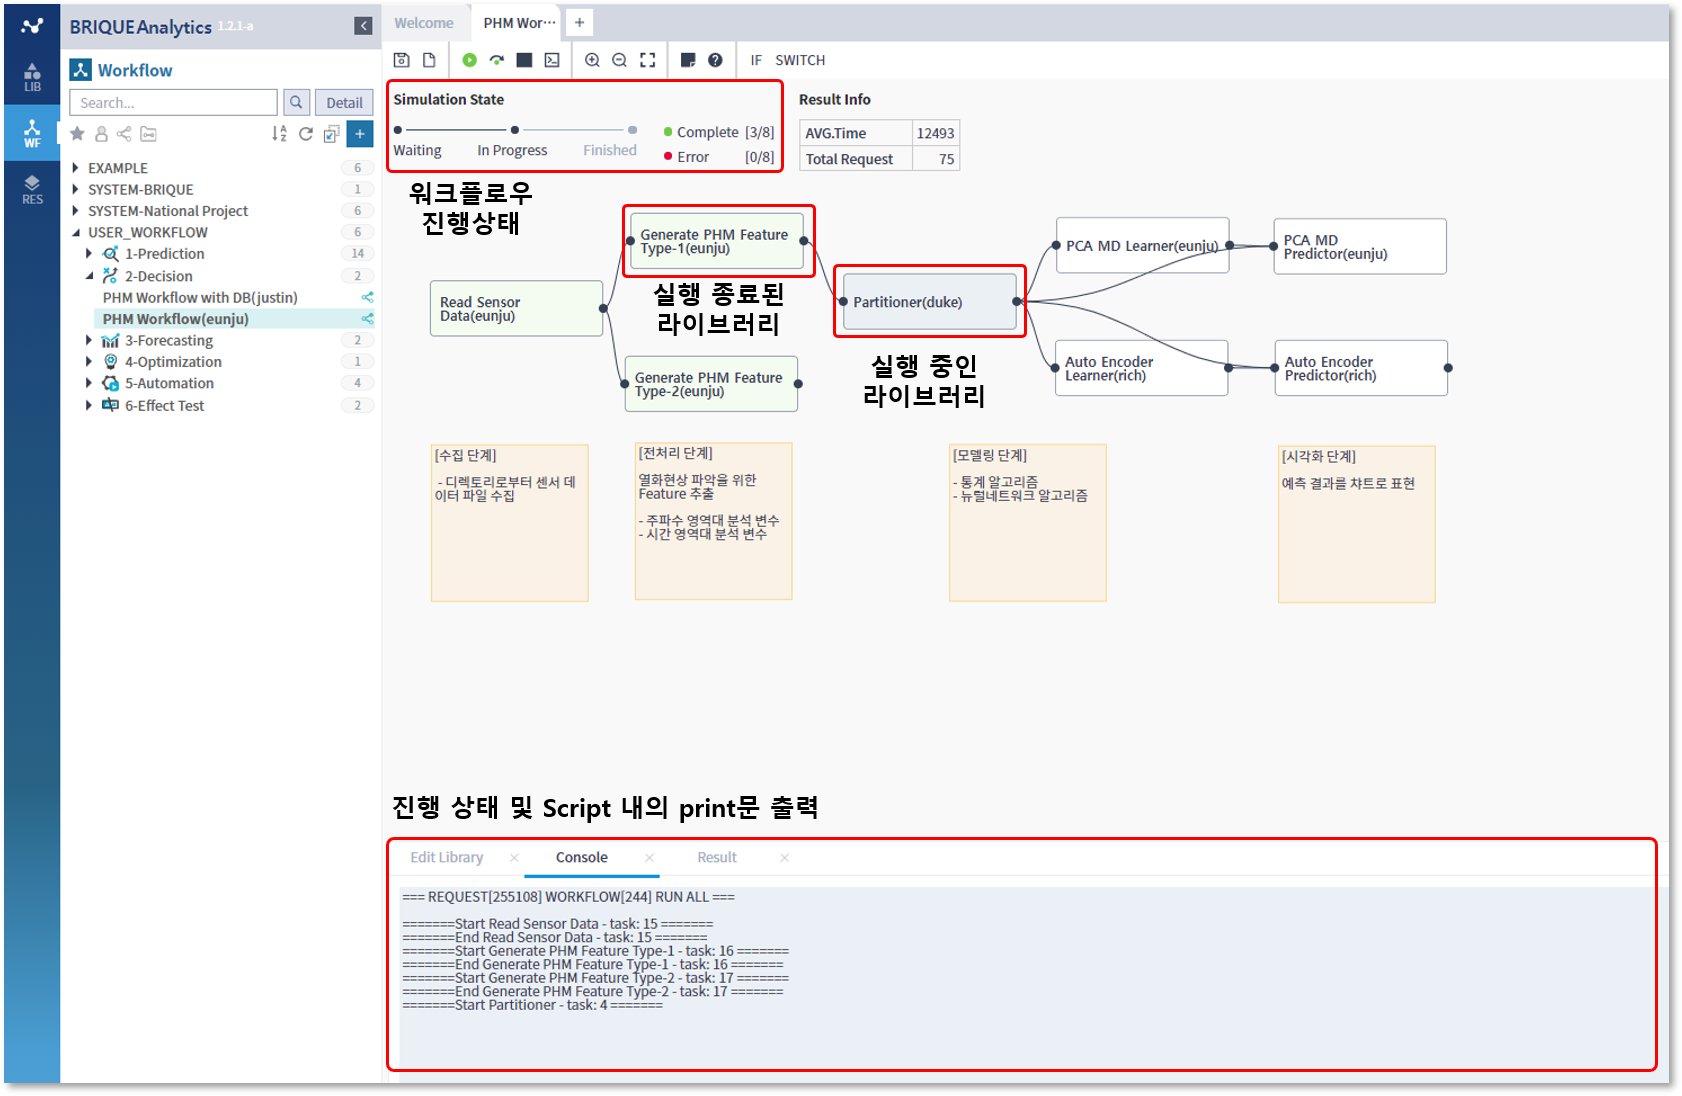 BRIQUE Analytics 1.2.1-a
LIB
WF
RES
Workflow
Search...
Detail
EXAMPLE 6
SYSTEM-BRIQUE 1
SYSTEM-National Project 6
USER_WORKFLOW 6
1-Prediction 14
2-Decision 2
PHM Workflow with DB(justin)
PHM Workflow(eunju)
3-Forecasting 2
4-Optimization 1
5-Automation 4
6-Effect Test 2
Welcome
PHM Wor···
+
IF SWITCH
Simulation State
Waiting
In Progress
Finished
Complete [3/8]
Error [0/8]
Result Info
AVG.Time 12493
Total Request 75
워크플로우
진행상태
Read Sensor
Data(eunju)
Generate PHM Feature
Type-1(eunju)
실행 종료된
라이브러리
Generate PHM Feature
Type-2(eunju)
Partitioner(duke)
실행 중인
라이브러리
PCA MD Learner(eunju)
PCA MD
Predictor(eunju)
Auto Encoder
Learner(rich)
Auto Encoder
Predictor(rich)
[수집 단계]
- 디렉토리로부터 센서 데
이터 파일 수집
[전처리 단계]
열화현상 파악을 위한
Feature 추출
- 주파수 영역대 분석 변수
- 시간 영역대 분석 변수
[모델링 단계]
- 통계 알고리즘
- 뉴럴네트워크 알고리즘
[시각화 단계]
예측 결과를 챠트로 표현
진행 상태 및 Script 내의 print문 출력
Edit Library
Console
Result
=== REQUEST[255108] WORKFLOW[244] RUN ALL ===
=======Start Read Sensor Data - task: 15 =======
=======End Read Sensor Data - task: 15 =======
=======Start Generate PHM Feature Type-1 - task: 16 =======
=======End Generate PHM Feature Type-1 - task: 16 =======
=======Start Generate PHM Feature Type-2 - task: 17 =======
=======End Generate PHM Feature Type-2 - task: 17 =======
=======Start Partitioner - task: 4 =======